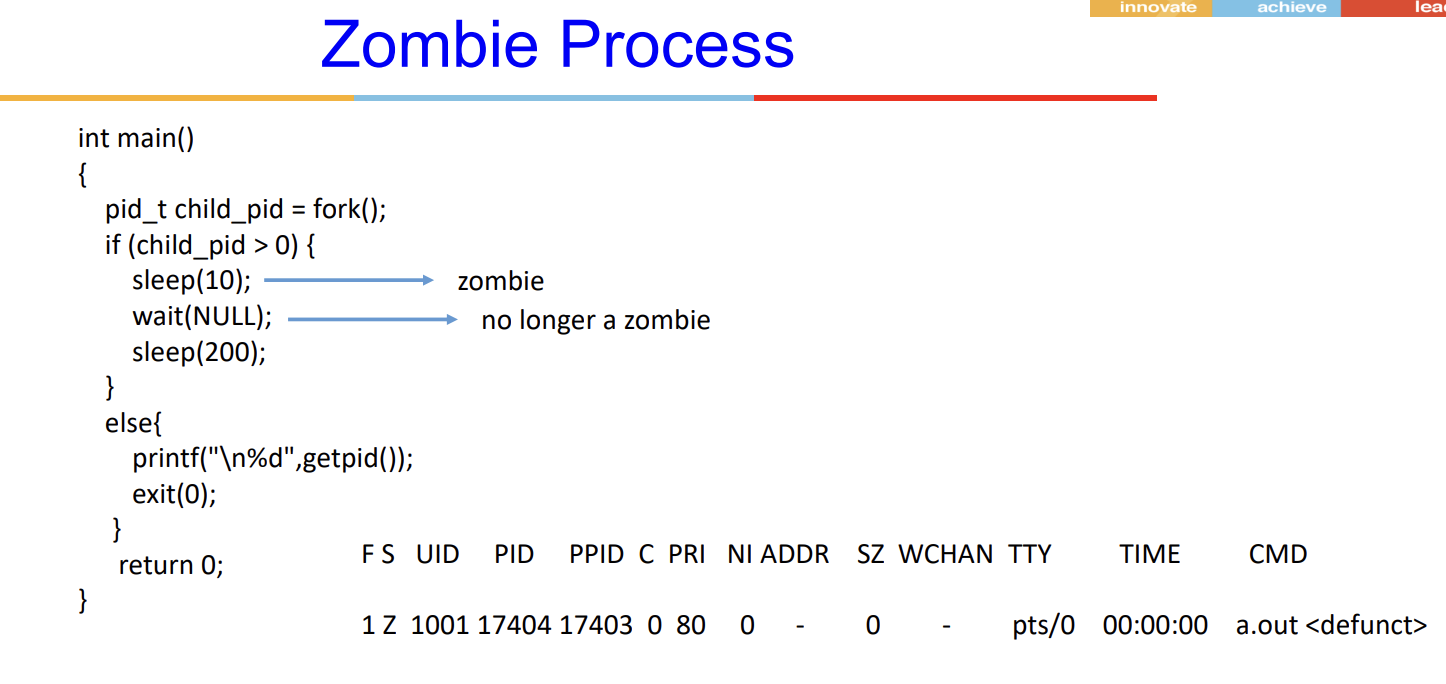 innovate achieve
Zombie Process
int main()
{
pid_t child_pid = fork();
if (child_pid > 0) {
sleep(10); zombie
wait(NULL); no longer a zombie
sleep(200);
}
else{
printf("\n%d",getpid());
exit(0);
}
return 0;
}
F S UID PID PPID C PRI NI ADDR SZ WCHAN TTY TIME CMD
1 Z 1001 17404 17403 0 80 0 - 0 - pts/0 00:00:00 a.out <defunct>